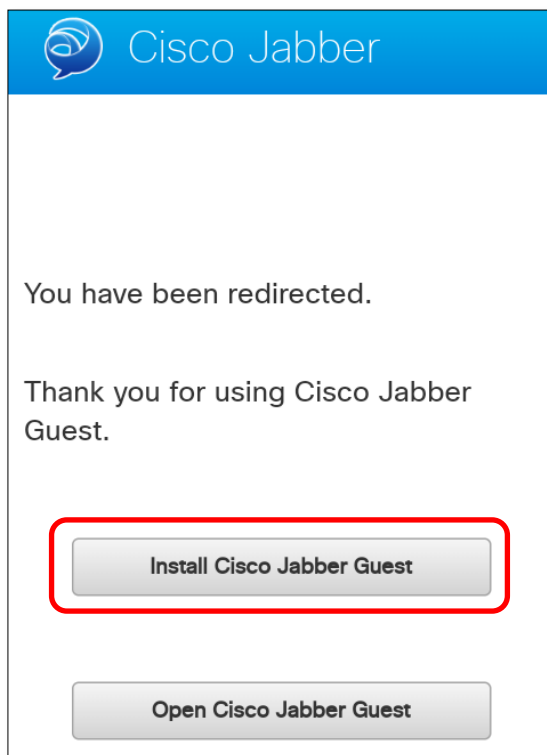 Cisco Jabber
You have been redirected.
Thank you for using Cisco Jabber
Guest.
Install Cisco Jabber Guest
Open Cisco Jabber Guest